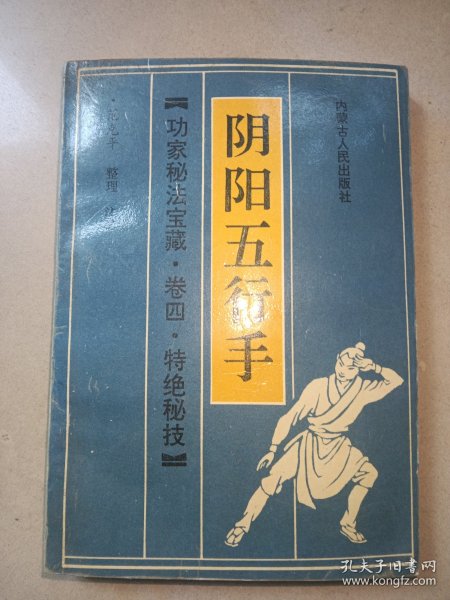 内蒙古人民出版社
阴阳五行手
【功家秘法宝藏·卷四·特绝秘技】
整理
孔夫子旧书网
www.kongfz.com